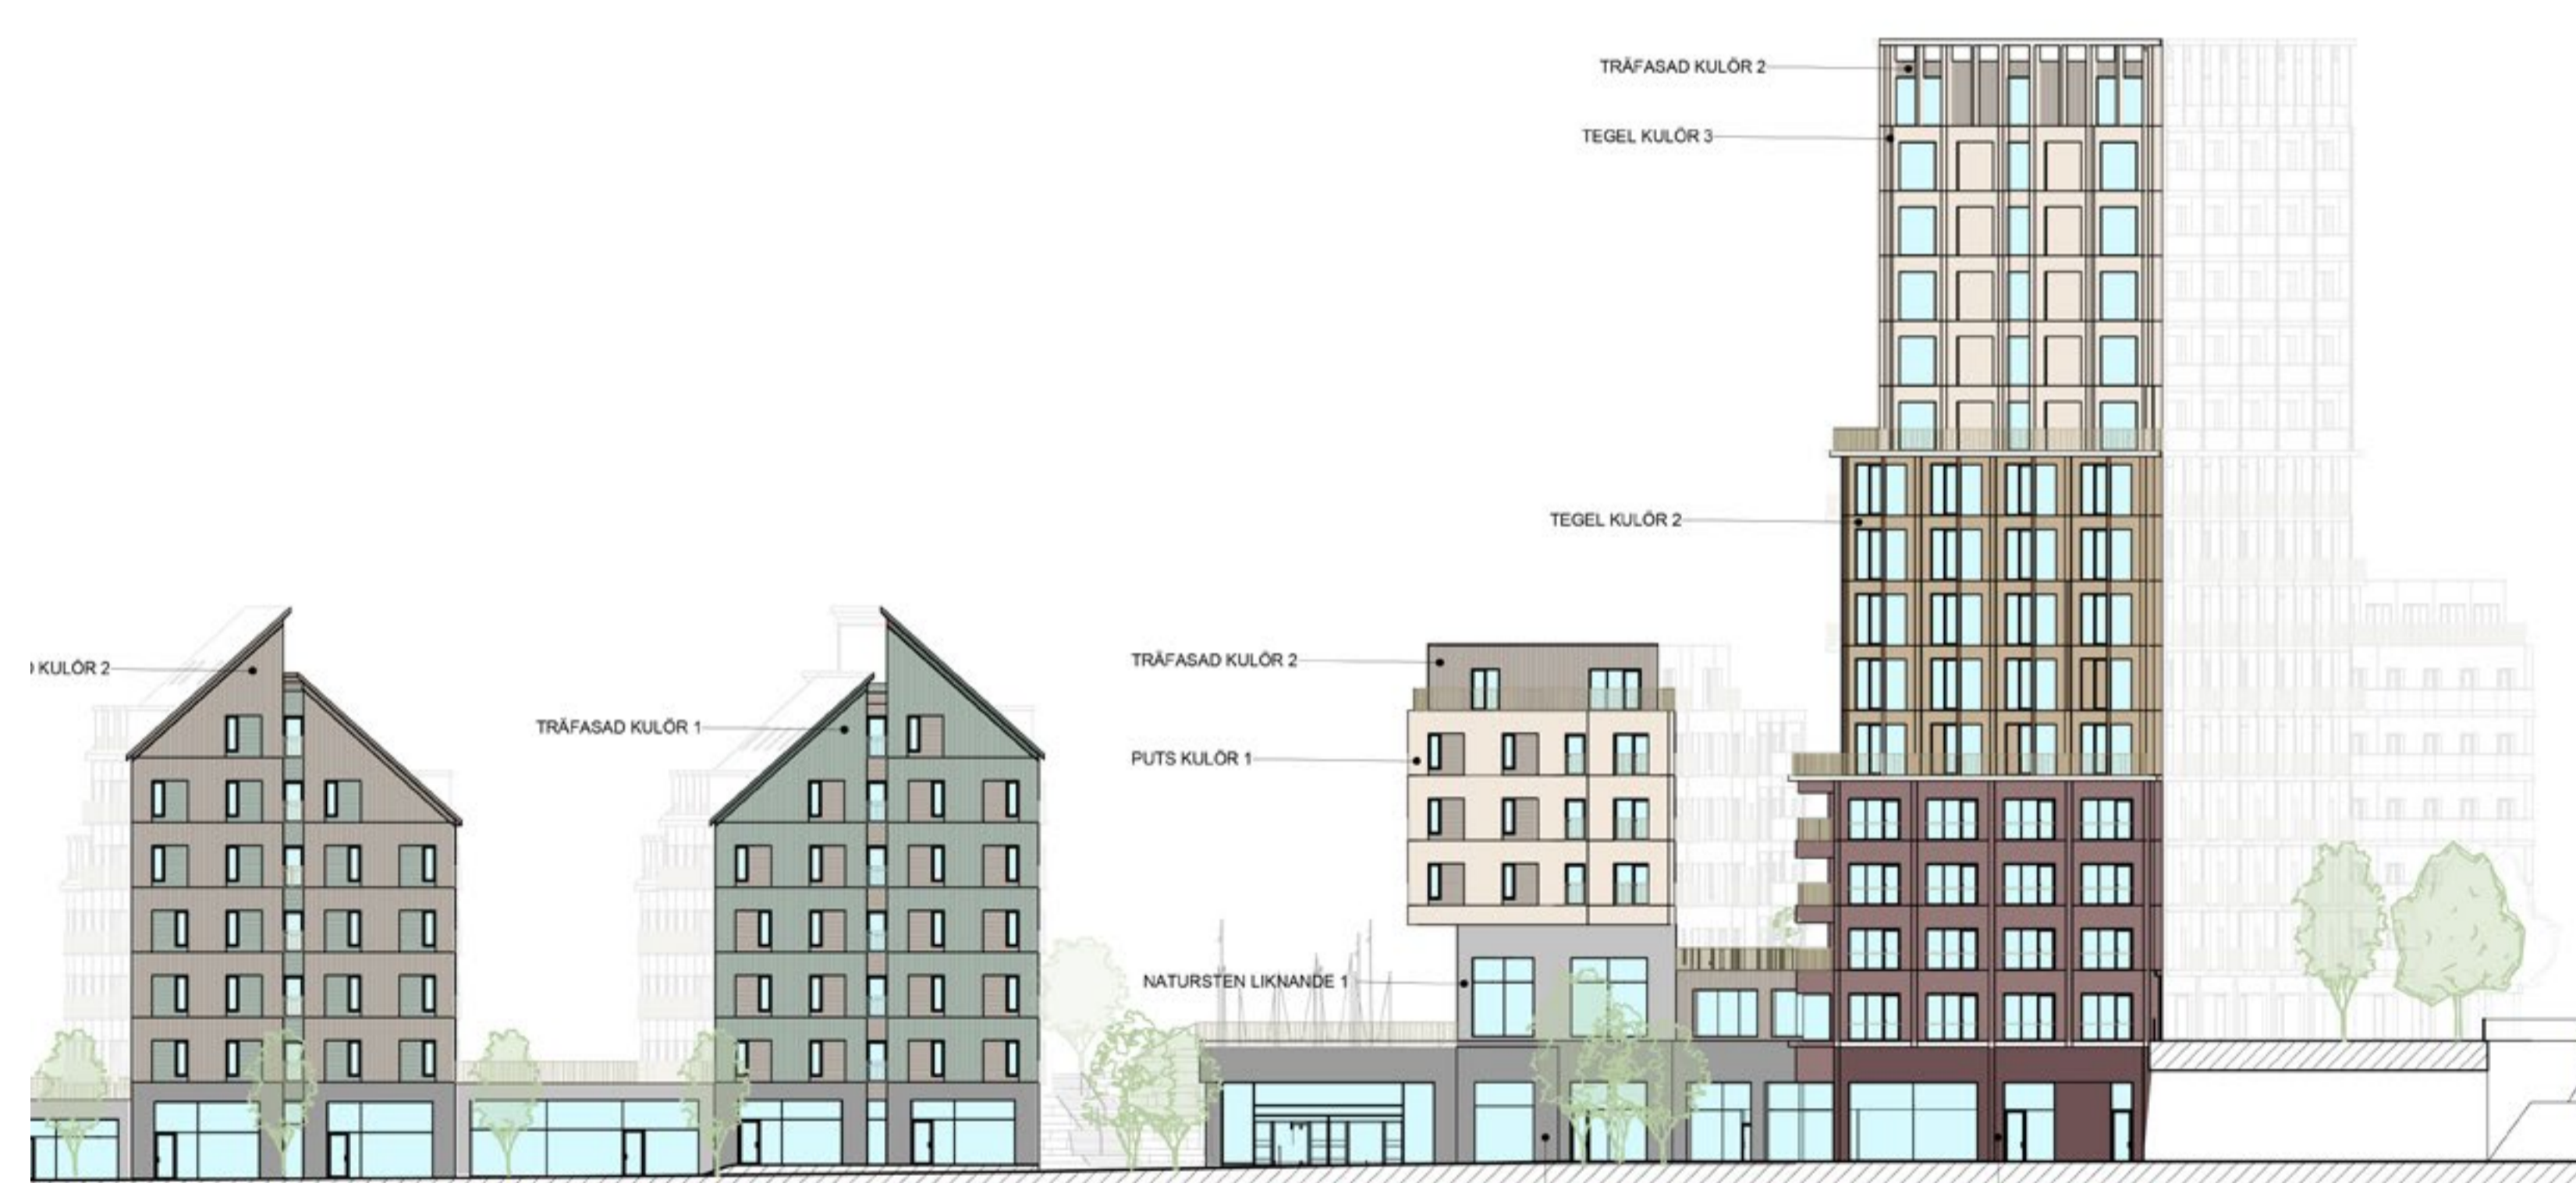 TRÄFASAD KULÖR 2
TEGEL KULÖR 3
TEGEL KULÖR 2
KULÖR 2
TRÄFASAD KULÖR 1
TRÄFASAD KULÖR 2
PUTS KULÖR 1
NATURSTEN LIKNANDE 1